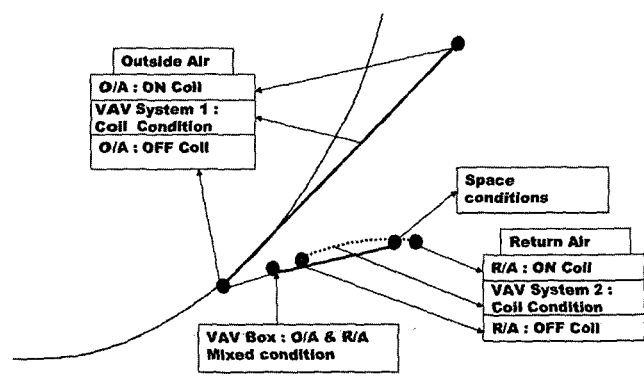 Outside Air
O/A : ON Coil
VAV System 1 :
Coil Condition
O/A : OFF Coil
Space
conditions
Return Air
R/A : ON Coil
VAV System 2 :
Coil Condition
R/A : OFF Coil
VAV Box : O/A & R/A
Mixed condition